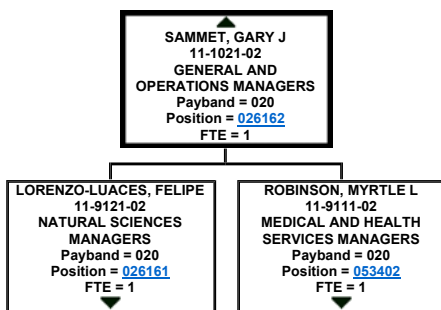 SAMMET, GARY J
11-1021-02
GENERAL AND
OPERATIONS MANAGERS
Payband = 020
Position = 026162
FTE = 1
LORENZO-LUACES, FELIPE
11-9121-02
NATURAL SCIENCES
MANAGERS
Payband = 020
Position = 026161
FTE = 1
ROBINSON, MYRTLE L
11-9111-02
MEDICAL AND HEALTH
SERVICES MANAGERS
Payband = 020
Position = 053402
FTE = 1